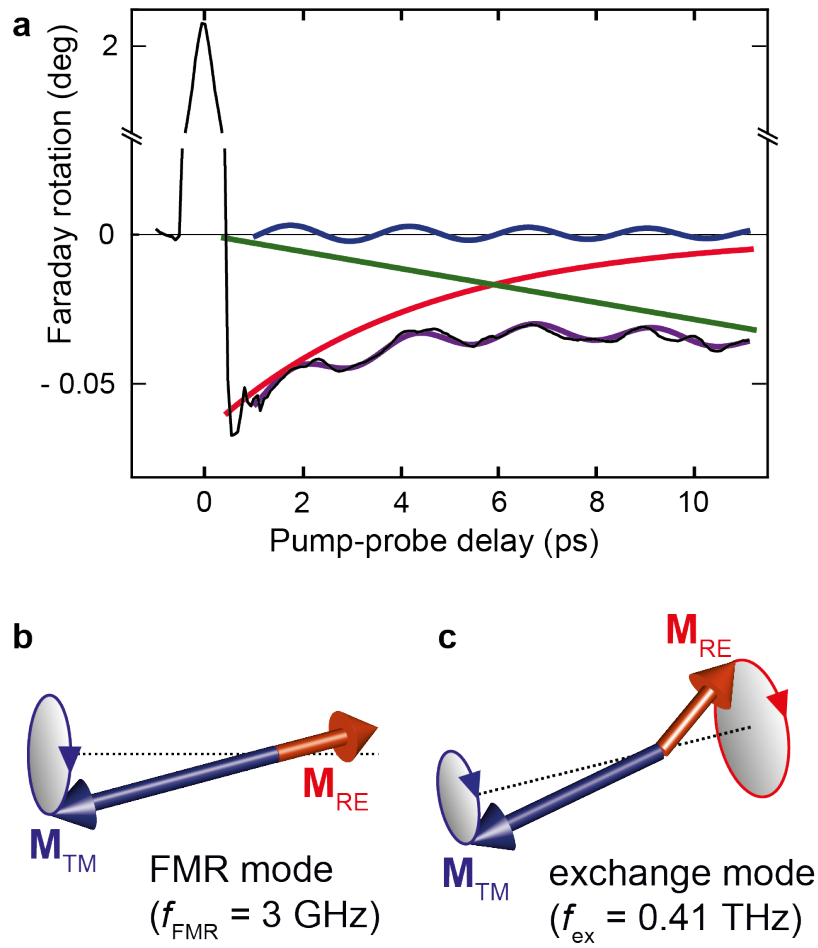 a
Faraday rotation (deg)
2
0
- 0.05
0 2 4 6 8 10
Pump-probe delay (ps)
b
c
M_RE
M_RE
M_TM
M_TM
FMR mode
(f_FMR = 3 GHz)
exchange mode
(f_ex = 0.41 THz)